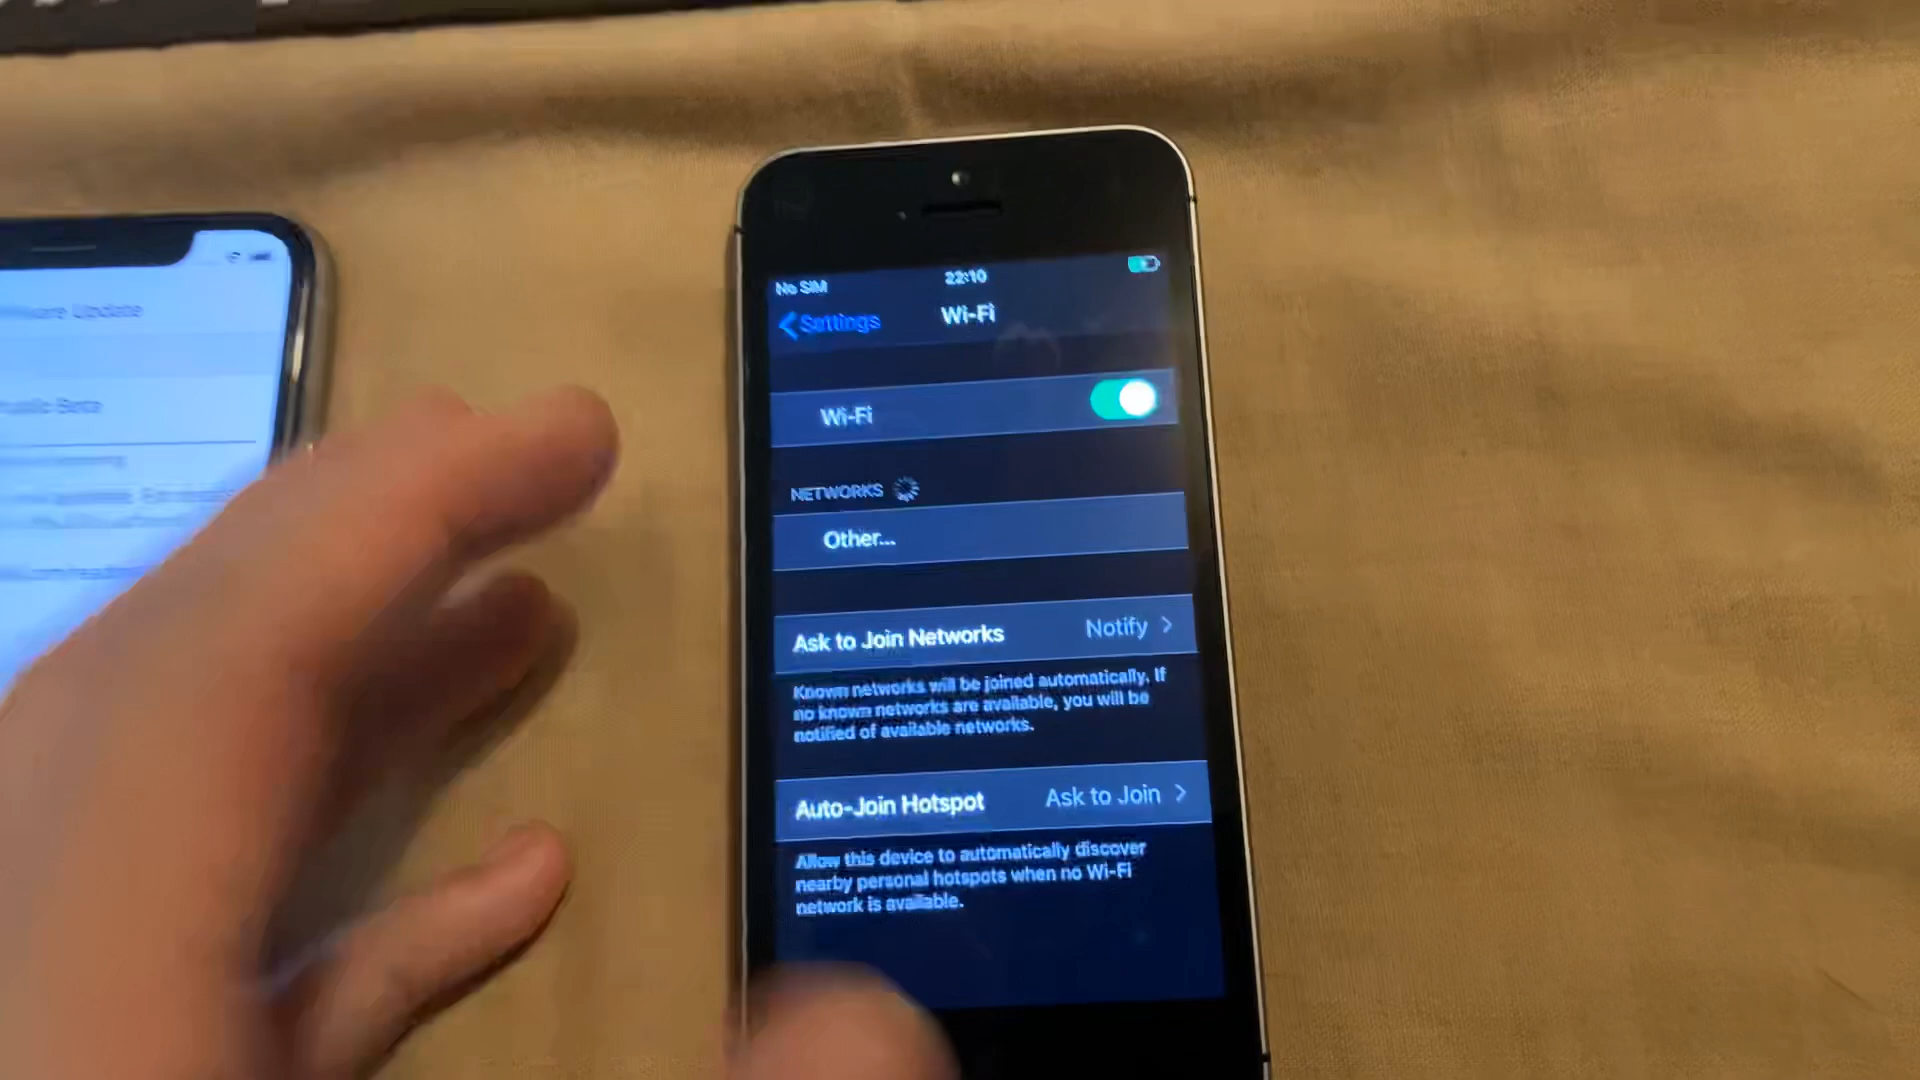 Update
Beta
No SIM
22:10
Settings
Wi-Fi
Wi-Fi
NETWORKS
Other...
Ask to Join Networks
Notify
Known networks will be joined automatically. If
no known networks are available, you will be
notified of available networks.
Auto-Join Hotspot
Ask to Join
Allow this device to automatically discover
nearby personal hotspots when no Wi-Fi
network is available.